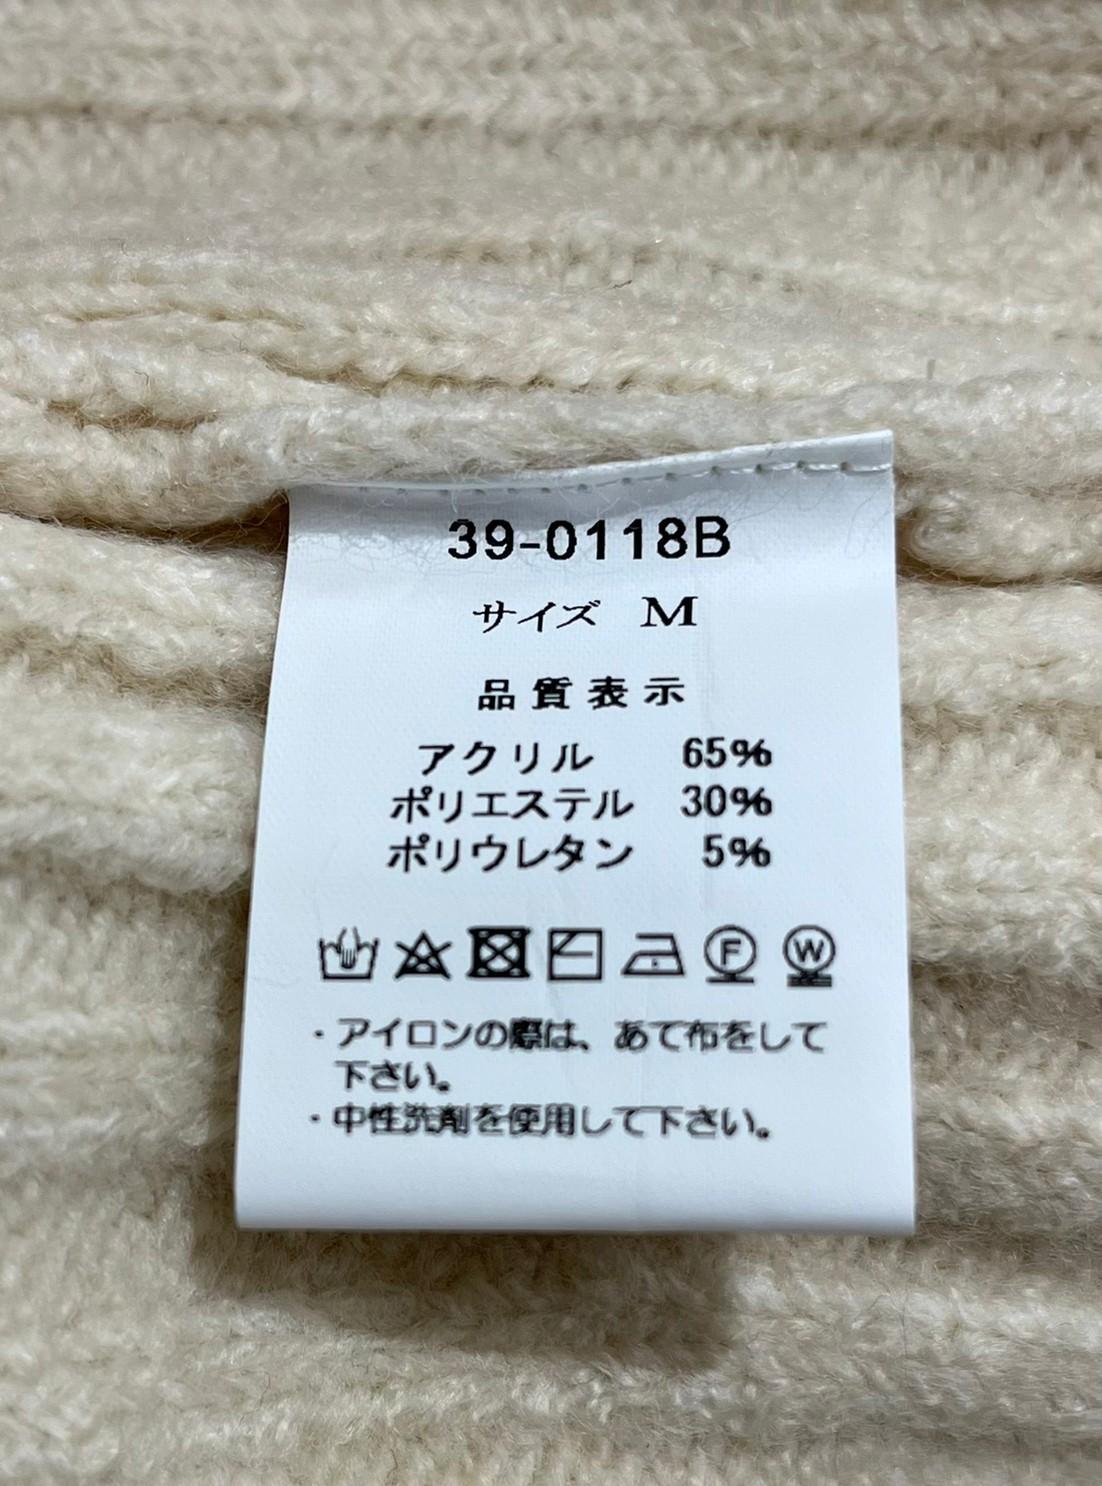 39-0118B
サイズ M
品質表示
アクリル 65%
ポリエステル 30%
ポリウレタン 5%
F W
・アイロンの際は、あて布をして
下さい。
・中性洗剤を使用して下さい。